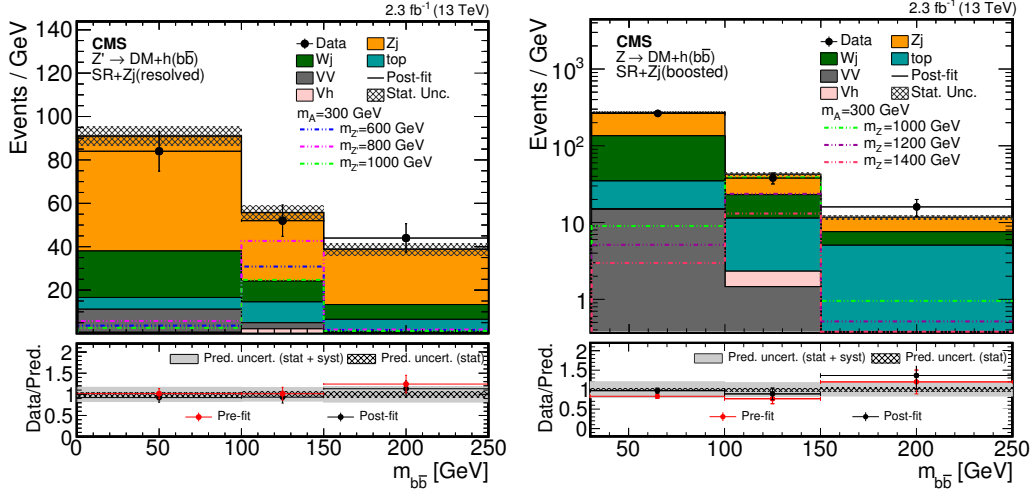 2.3 fb⁻¹ (13 TeV)
Events / GeV
140
120
100
80
60
40
20
0
CMS
Z' → DM+h(bb̅)
SR+Zj(resolved)
Data
Zj
Wj
top
VV
Post-fit
Vh
Stat. Unc.
m_A=300 GeV
m_Z'=600 GeV
m_Z'=800 GeV
m_Z'=1000 GeV
Data/Pred.
2
1.5
1
0.5
0
Pred. uncert. (stat + syst)
Pred. uncert. (stat)
Pre-fit
Post-fit
0 50 100 150 200 250
m_bb̅ [GeV]
2.3 fb⁻¹ (13 TeV)
Events / GeV
10³
10²
10
1
CMS
Z → DM+h(bb̅)
SR+Zj(boosted)
Data
Zj
Wj
top
VV
Post-fit
Vh
Stat. Unc.
m_A=300 GeV
m_Z=1000 GeV
m_Z=1200 GeV
m_Z=1400 GeV
Data/Pred.
2
1.5
1
0.5
0
Pred. uncert. (stat + syst)
Pred. uncert. (stat)
Pre-fit
Post-fit
50 100 150 200 250
m_bb̅ [GeV]